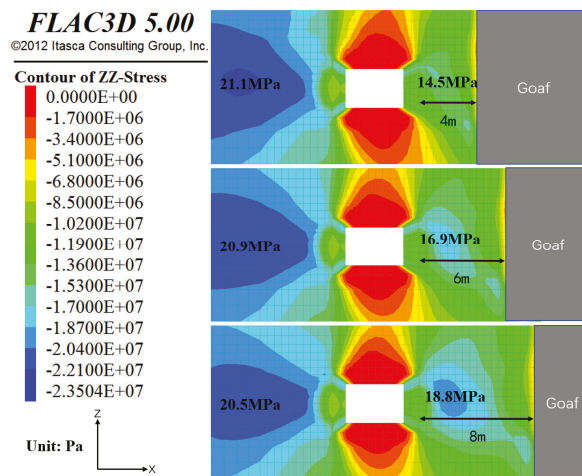 FLAC3D 5.00
©2012 Itasca Consulting Group, Inc.
Contour of ZZ-Stress
0.0000E+00
-1.7000E+06
-3.4000E+06
-5.1000E+06
-6.8000E+06
-8.5000E+06
-1.0200E+07
-1.1900E+07
-1.3600E+07
-1.5300E+07
-1.7000E+07
-1.8700E+07
-2.0400E+07
-2.2100E+07
-2.3504E+07
Unit: Pa
Z
X
21.1MPa
14.5MPa
4m
Goaf
20.9MPa
16.9MPa
6m
Goaf
20.5MPa
18.8MPa
8m
Goaf